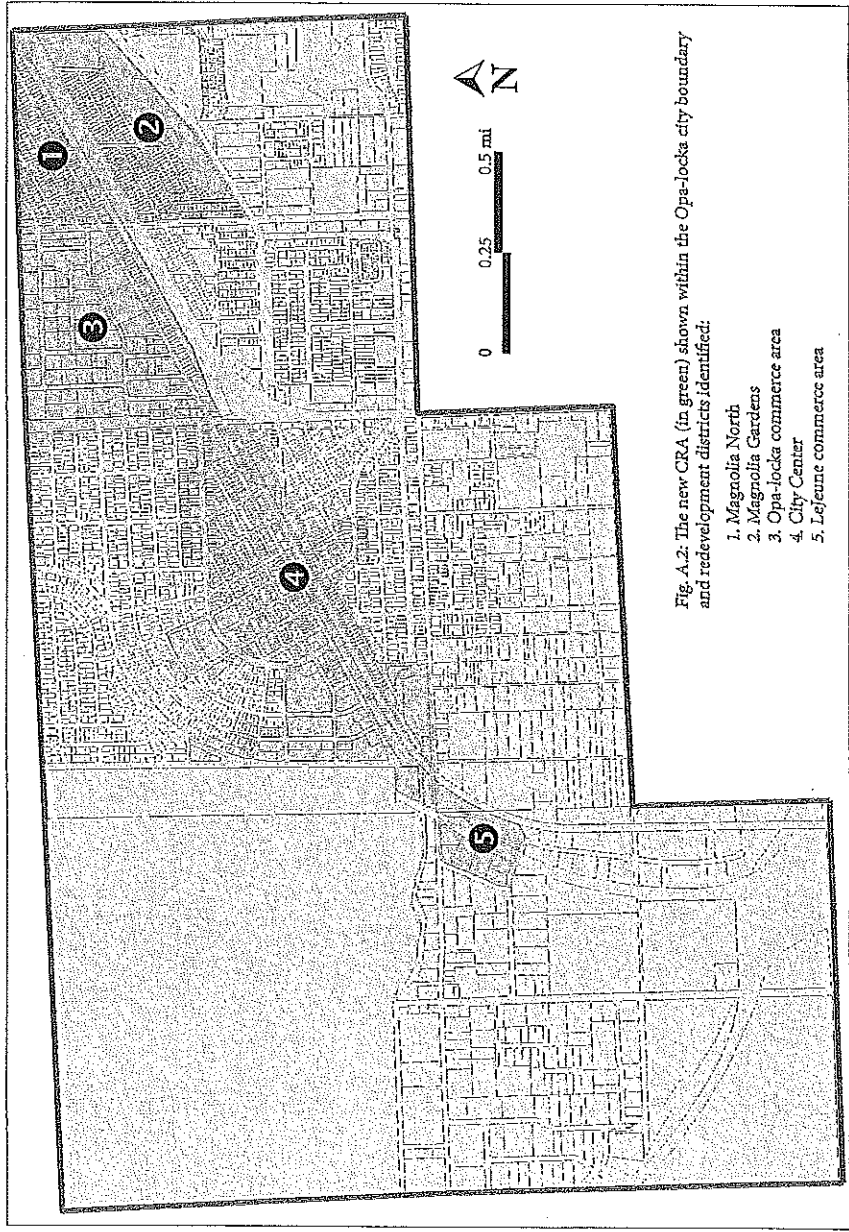 1
2
3
4
5
0 0.25 0.5 mi
N
Fig. A.2: The new CRA (in green) shown within the Opa-locka city boundary
and redevelopment districts identified:
1. Magnolia North
2. Magnolia Gardens
3. Opa-locka commerce area
4. City Center
5. LeJeune commerce area